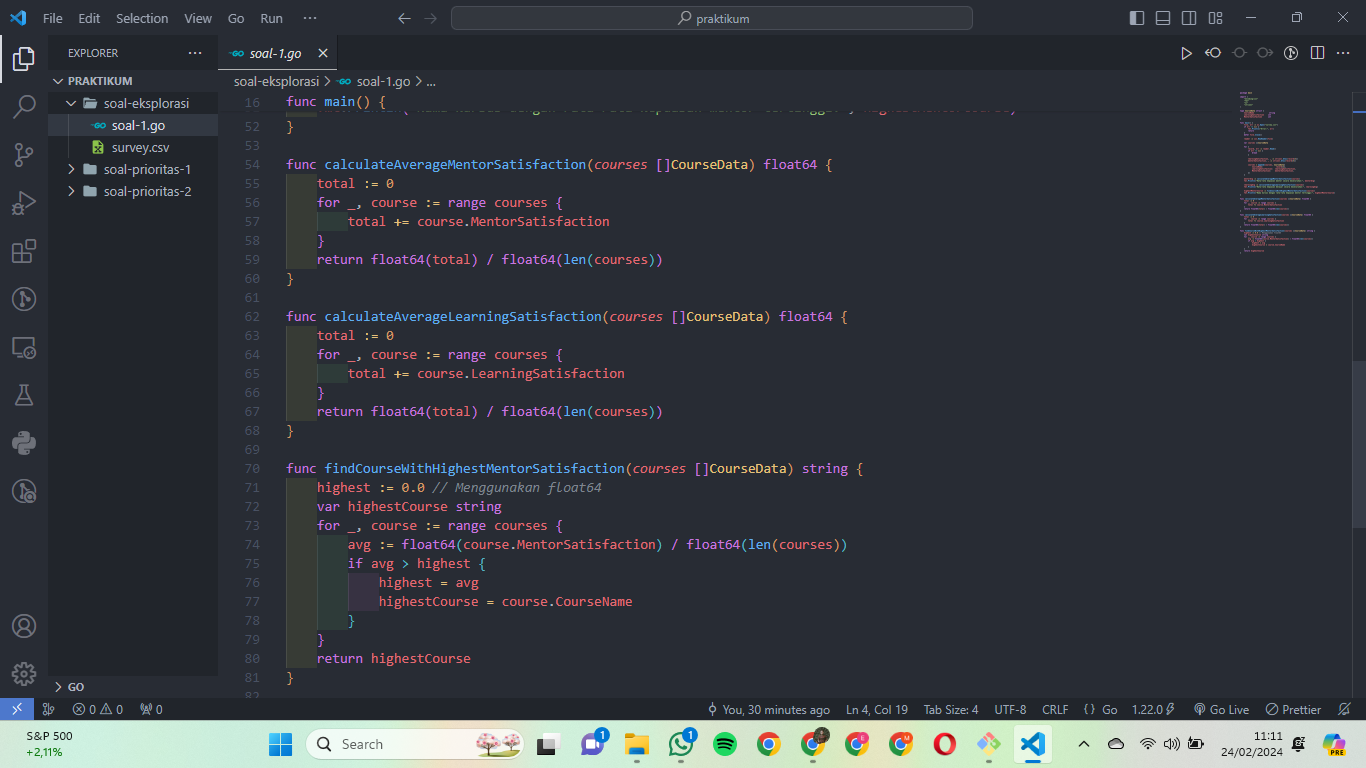 File Edit Selection View Go Run ...
praktikum
EXPLORER
soal-1.go
PRAKTIKUM
soal-eksplorasi
soal-1.go
survey.csv
soal-prioritas-1
soal-prioritas-2
GO
soal-eksplorasi > soal-1.go > ...
16 func main() {
52 }
53
54 func calculateAverageMentorSatisfaction(courses []CourseData) float64 {
55 total := 0
56 for _, course := range courses {
57 total += course.MentorSatisfaction
58 }
59 return float64(total) / float64(len(courses))
60 }
61
62 func calculateAverageLearningSatisfaction(courses []CourseData) float64 {
63 total := 0
64 for _, course := range courses {
65 total += course.LearningSatisfaction
66 }
67 return float64(total) / float64(len(courses))
68 }
69
70 func findCourseWithHighestMentorSatisfaction(courses []CourseData) string {
71 highest := 0.0 // Menggunakan float64
72 var highestCourse string
73 for _, course := range courses {
74 avg := float64(course.MentorSatisfaction) / float64(len(courses))
75 if avg > highest {
76 highest = avg
77 highestCourse = course.CourseName
78 }
79 }
80 return highestCourse
81 }
82
0 0 0 You, 30 minutes ago Ln 4, Col 19 Tab Size: 4 UTF-8 CRLF {} Go 1.22.0 Go Live Prettier
S&P 500
+2,11%
Search
1
1
E
M
PRE
11:11
24/02/2024